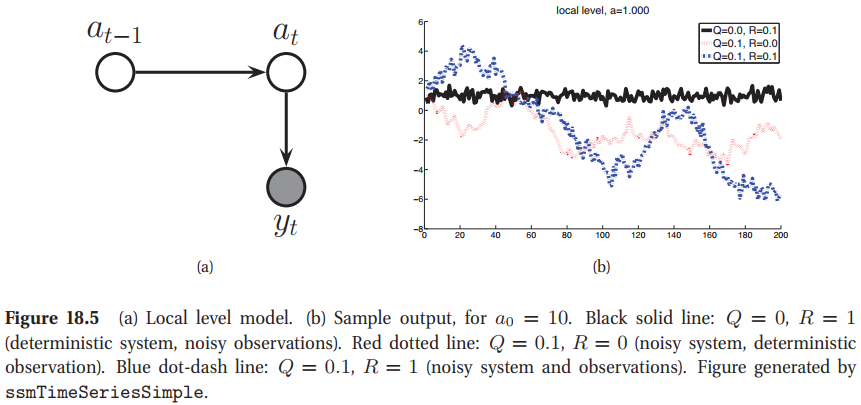 a_{t−1}
a_t
y_t
(a)
local level, a=1.000
Q=0.0, R=0.1
Q=0.1, R=0.0
Q=0.1, R=0.1
6
4
2
0
−2
−4
−6
−8
0 20 40 60 80 100 120 140 160 180 200
(b)
Figure 18.5 (a) Local level model. (b) Sample output, for a_0 = 10. Black solid line: Q = 0, R = 1
(deterministic system, noisy observations). Red dotted line: Q = 0.1, R = 0 (noisy system, deterministic
observation). Blue dot-dash line: Q = 0.1, R = 1 (noisy system and observations). Figure generated by
ssmTimeSeriesSimple.